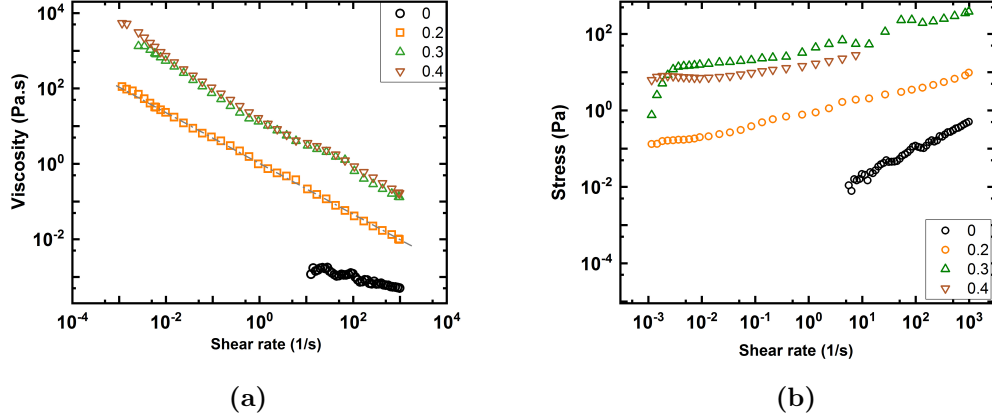 Viscosity (Pa.s)
10^4
10^2
10^0
10^-2
0
0.2
0.3
0.4
10^-4 10^-2 10^0 10^2 10^4
Shear rate (1/s)
(a)
Stress (Pa)
10^2
10^0
10^-2
10^-4
0
0.2
0.3
0.4
10^-3 10^-2 10^-1 10^0 10^1 10^2 10^3
Shear rate (1/s)
(b)